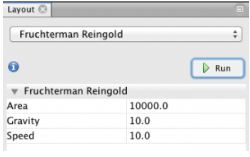 Layout
Fruchterman Reingold
Run
Fruchterman Reingold
Area 10000.0
Gravity 10.0
Speed 10.0